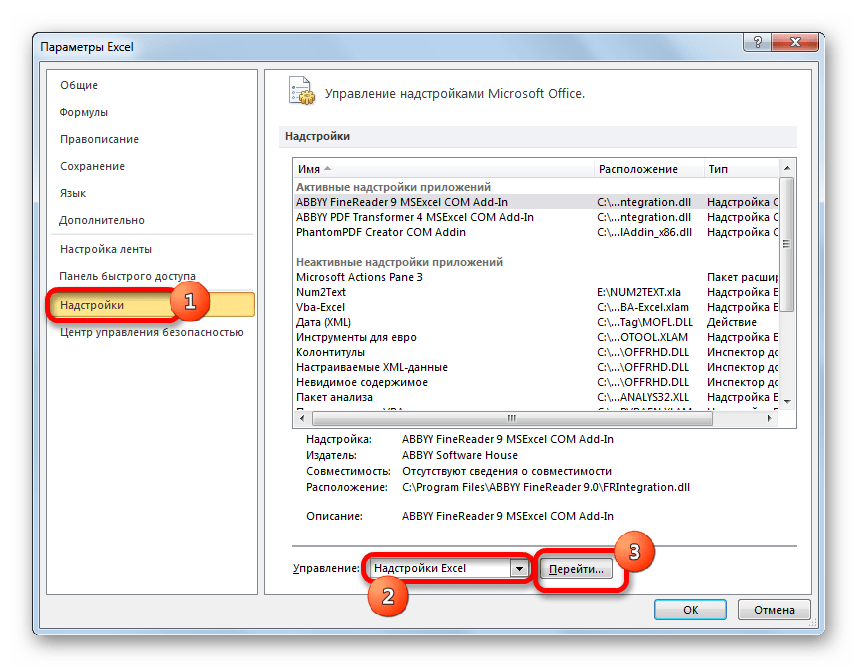 Параметры Excel
?
Общие
Формулы
Правописание
Сохранение
Язык
Дополнительно
Настройка ленты
Панель быстрого доступа
Надстройки
1
Центр управления безопасностью
Управление надстройками Microsoft Office.
Надстройки
Имя Расположение Тип
Активные надстройки приложений
ABBYY FineReader 9 MSExcel COM Add-In C:\...ntegration.dll Надстройка C
ABBYY PDF Transformer 4 MSExcel COM Add-In C:\...ntegration.dll Надстройка C
PhantomPDF Creator COM Addin C:\...lAddin_x86.dll Надстройка C
Неактивные надстройки приложений
Microsoft Actions Pane 3 Пакет расшир
Num2Text E:\NUM2TEXT.xla Надстройка E
Vba-Excel C:\...BA-Excel.xlam Надстройка E
Дата (XML) C:\...Tag\MOFL.DLL Действие
Инструменты для евро C:\...OTOOL.XLAM Надстройка E
Колонтитулы C:\...\OFFRHD.DLL Инспектор до
Настраиваемые XML-данные C:\...\OFFRHD.DLL Инспектор до
Невидимое содержимое C:\...\OFFRHD.DLL Инспектор до
Пакет анализа C:\...ANALYS32.XLL Надстройка E
Надстройка: ABBYY FineReader 9 MSExcel COM Add-In
Издатель: ABBYY Software House
Совместимость: Отсутствуют сведения о совместимости
Расположение: C:\Program Files\ABBYY FineReader 9.0\FRIntegration.dll
Описание: ABBYY FineReader 9 MSExcel COM Add-In
Управление: Надстройки Excel Перейти...
2
3
ОК Отмена